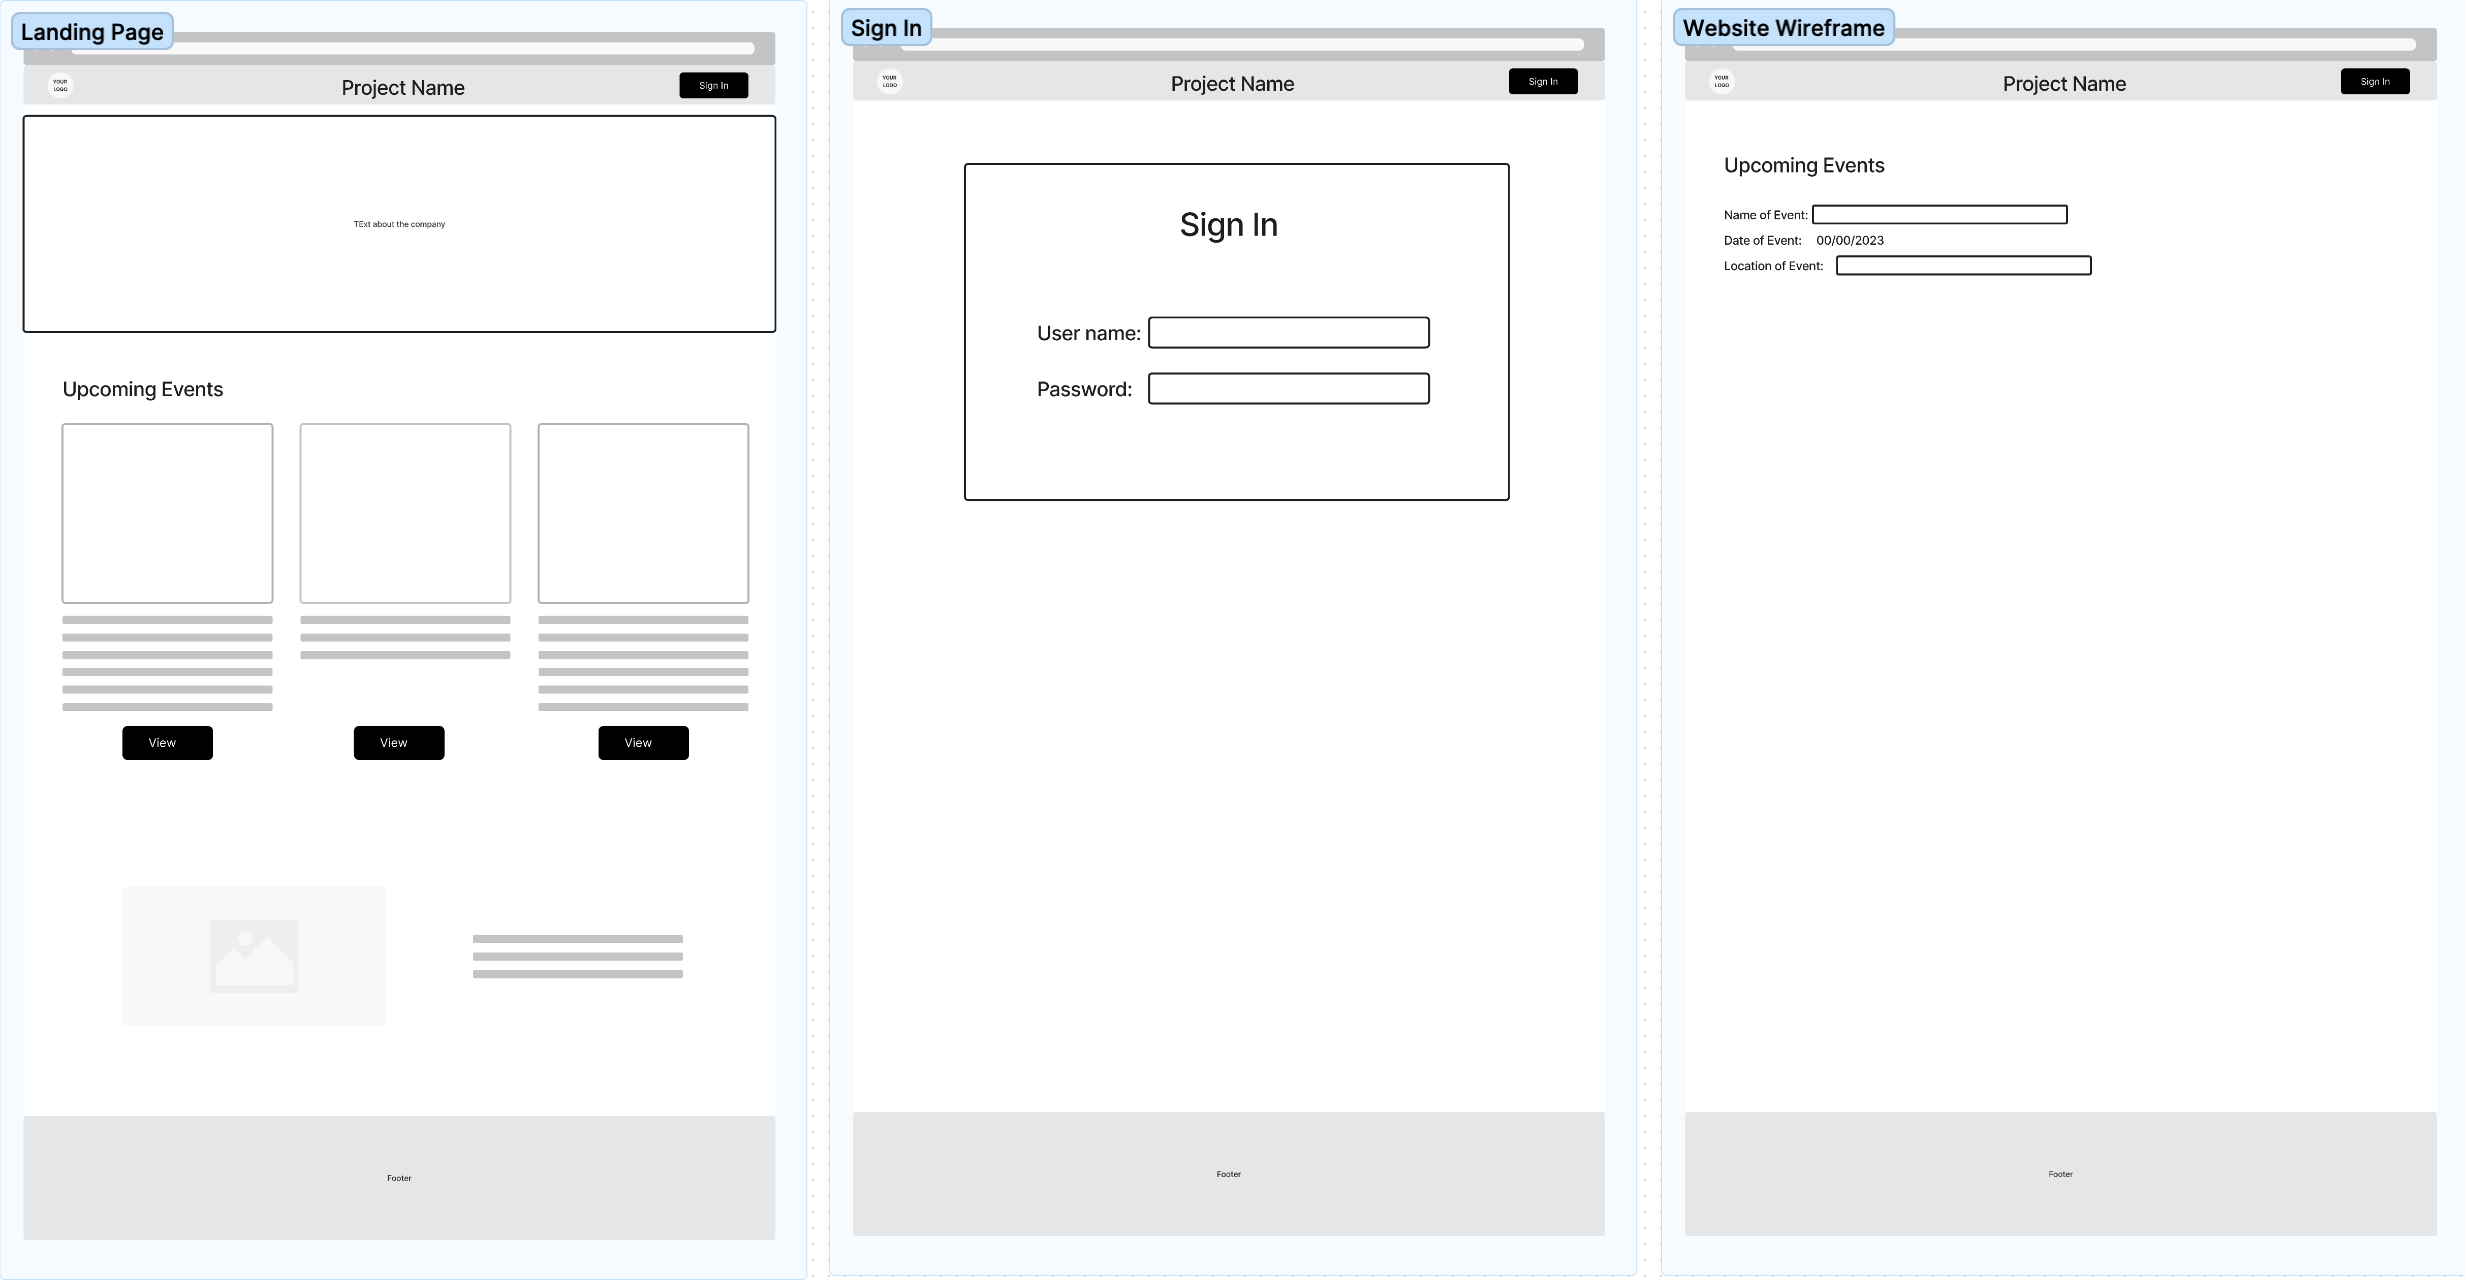 Landing Page
YOUR
LOGO
Project Name
Sign In
TExt about the company
Upcoming Events
View
View
View
Footer
Sign In
YOUR
LOGO
Project Name
Sign In
Sign In
User name:
Password:
Footer
Website Wireframe
YOUR
LOGO
Project Name
Sign In
Upcoming Events
Name of Event:
Date of Event: 00/00/2023
Location of Event:
Footer